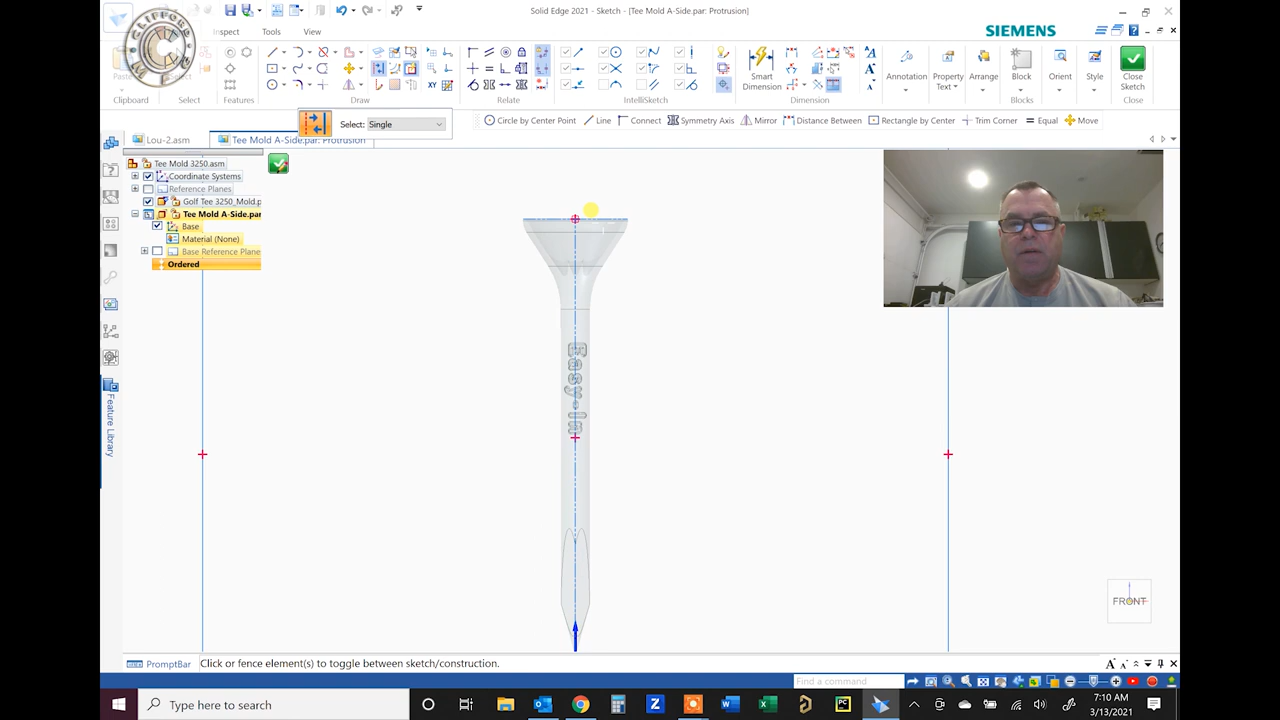 Solid Edge 2021 - Sketch - [Tee Mold A-Side.par: Protrusion]
SIEMENS
CLIFFORD
Inspect
Tools
View
Paste
Select
Smart
Dimension
Annotation
Property
Text
Arrange
Block
Orient
Style
Close
Sketch
Clipboard
Select
Features
Draw
Relate
IntelliSketch
Dimension
Blocks
Close
Select: Single
Circle by Center Point
Line
Connect
Symmetry Axis
Mirror
Distance Between
Rectangle by Center
Trim Corner
Equal
Move
Lou-2.asm
Tee Mold A-Side.par: Protrusion
Tee Mold 3250.asm
Coordinate Systems
Reference Planes
Golf Tee 3250_Mold.p
Tee Mold A-Side.par
Base
Material (None)
Base Reference Plane
Ordered
Feature Library
Easy-In
FRONT
PromptBar
Click or fence element(s) to toggle between sketch/construction.
Find a command
Type here to search
7:10 AM
3/13/2021